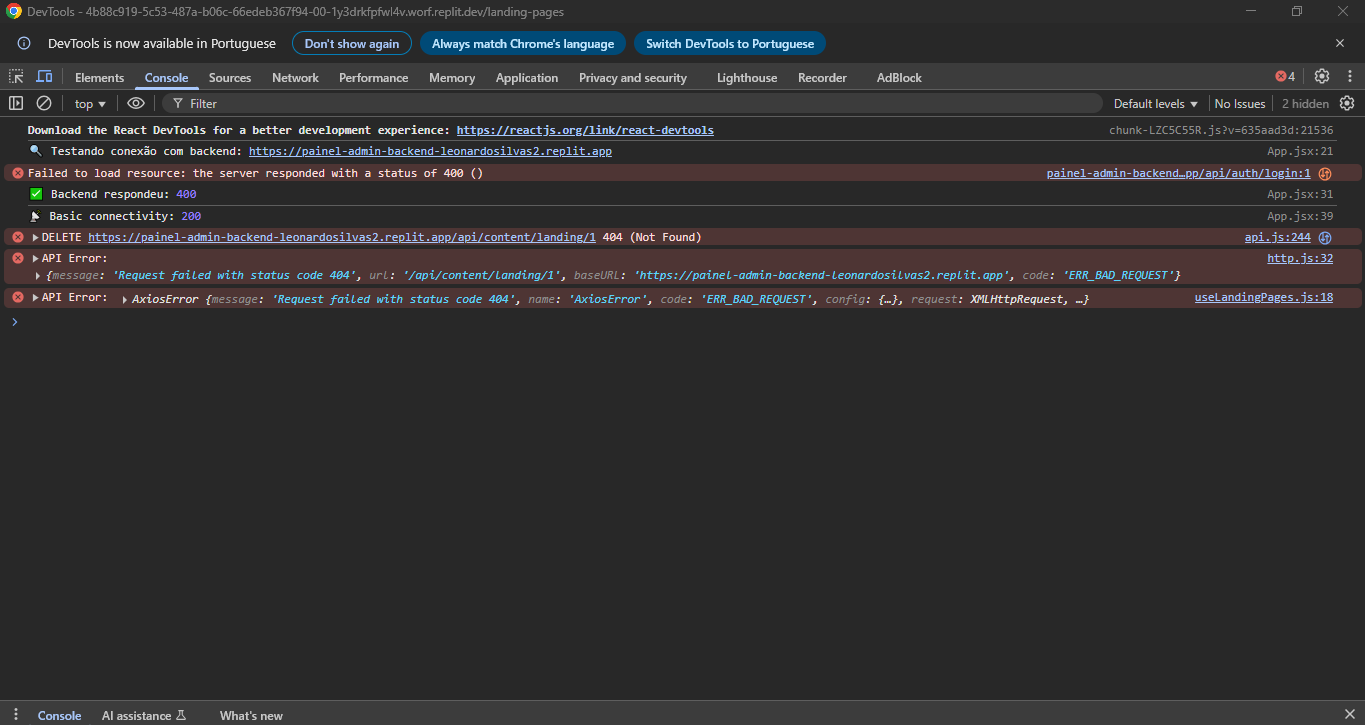 DevTools - 4b88c919-5c53-487a-b06c-66edeb367f94-00-1y3drkfpfwl4v.worf.replit.dev/landing-pages
DevTools is now available in Portuguese Don't show again Always match Chrome's language Switch DevTools to Portuguese
Elements Console Sources Network Performance Memory Application Privacy and security Lighthouse Recorder AdBlock 4
top Filter Default levels No Issues 2 hidden
Download the React DevTools for a better development experience: https://reactjs.org/link/react-devtools chunk-LZC5C55R.js?v=635aad3d:21536
Testando conexão com backend: https://painel-admin-backend-leonardosilvas2.replit.app App.jsx:21
Failed to load resource: the server responded with a status of 400 () painel-admin-backend…pp/api/auth/login:1
Backend respondeu: 400 App.jsx:31
Basic connectivity: 200 App.jsx:39
DELETE https://painel-admin-backend-leonardosilvas2.replit.app/api/content/landing/1 404 (Not Found) api.js:244
API Error: http.js:32
{message: 'Request failed with status code 404', url: '/api/content/landing/1', baseURL: 'https://painel-admin-backend-leonardosilvas2.replit.app', code: 'ERR_BAD_REQUEST'}
API Error: AxiosError {message: 'Request failed with status code 404', name: 'AxiosError', code: 'ERR_BAD_REQUEST', config: {…}, request: XMLHttpRequest, …} useLandingPages.js:18
Console AI assistance What's new